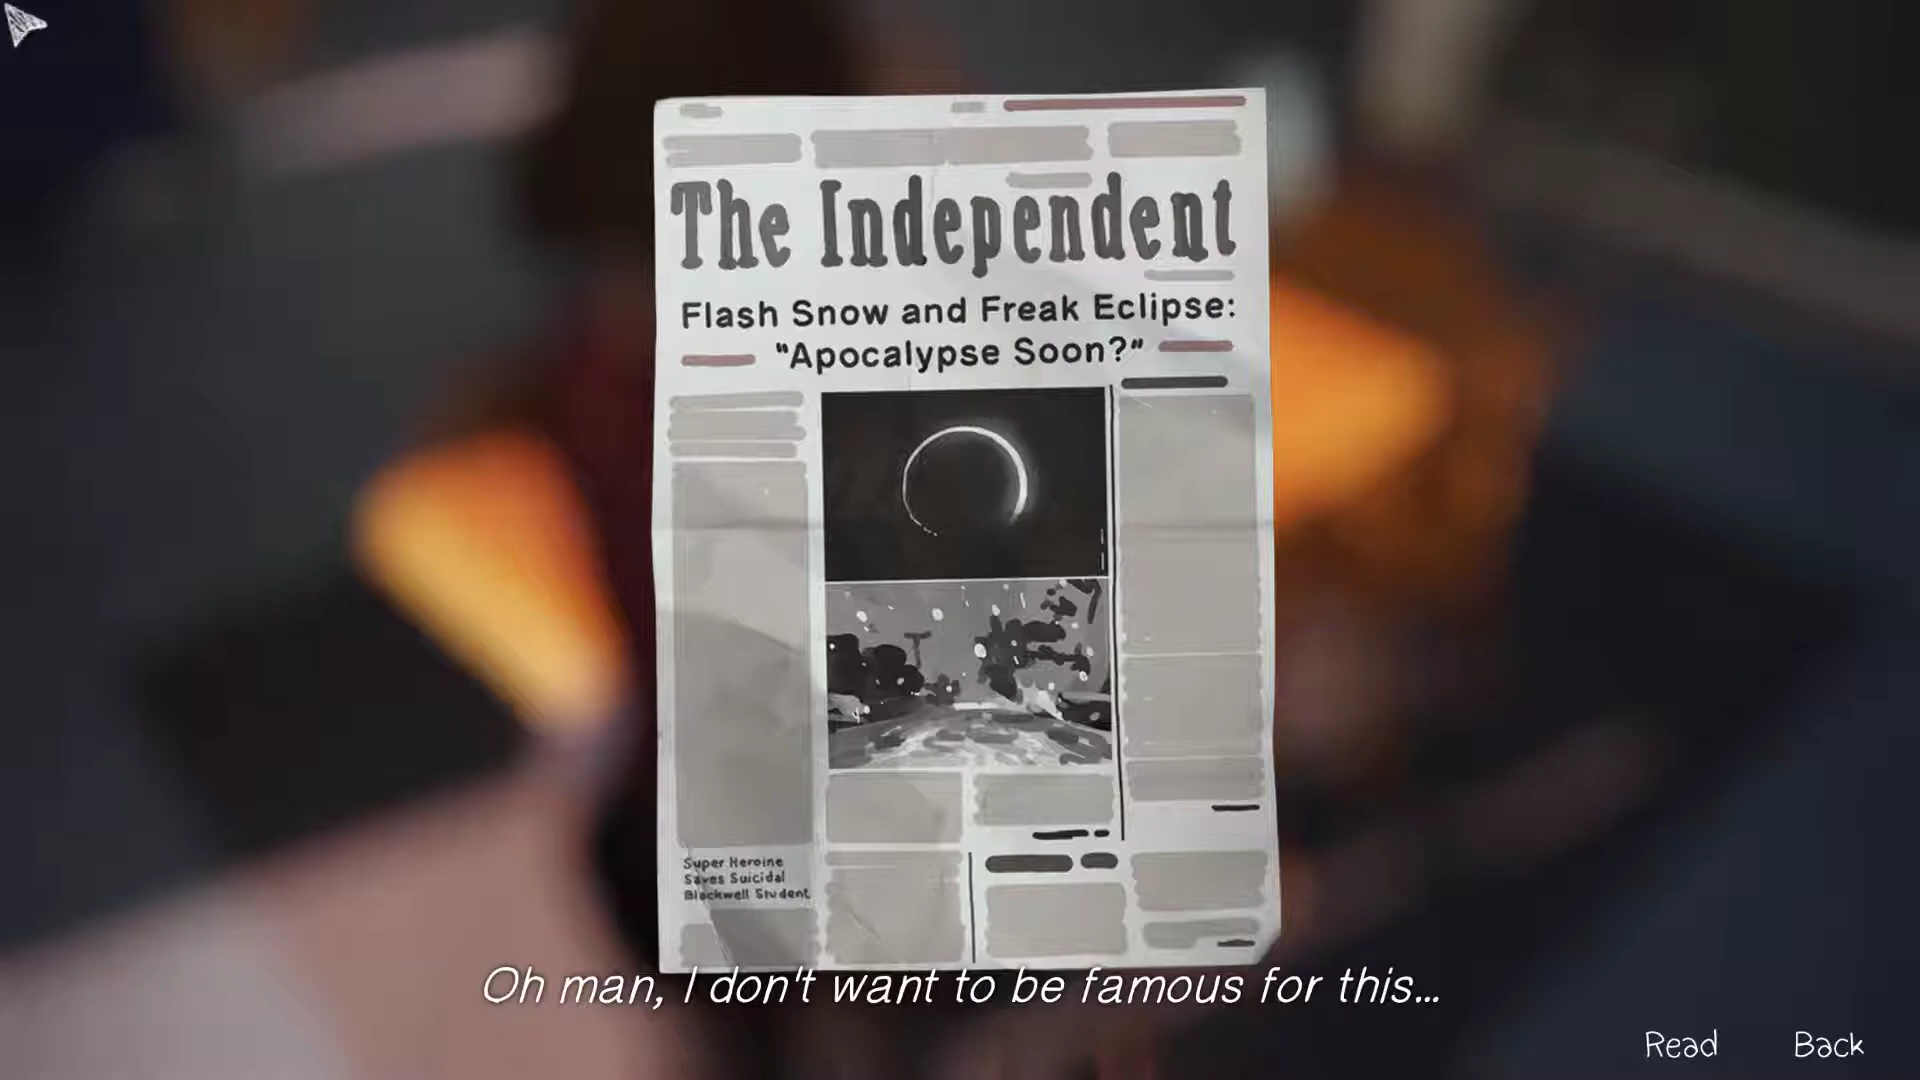 The Independent
Flash Snow and Freak Eclipse:
"Apocalypse Soon?"
Super Heroine
Saves Suicidal
Blackwell Student
Oh man, I don't want to be famous for this...
Read
Back